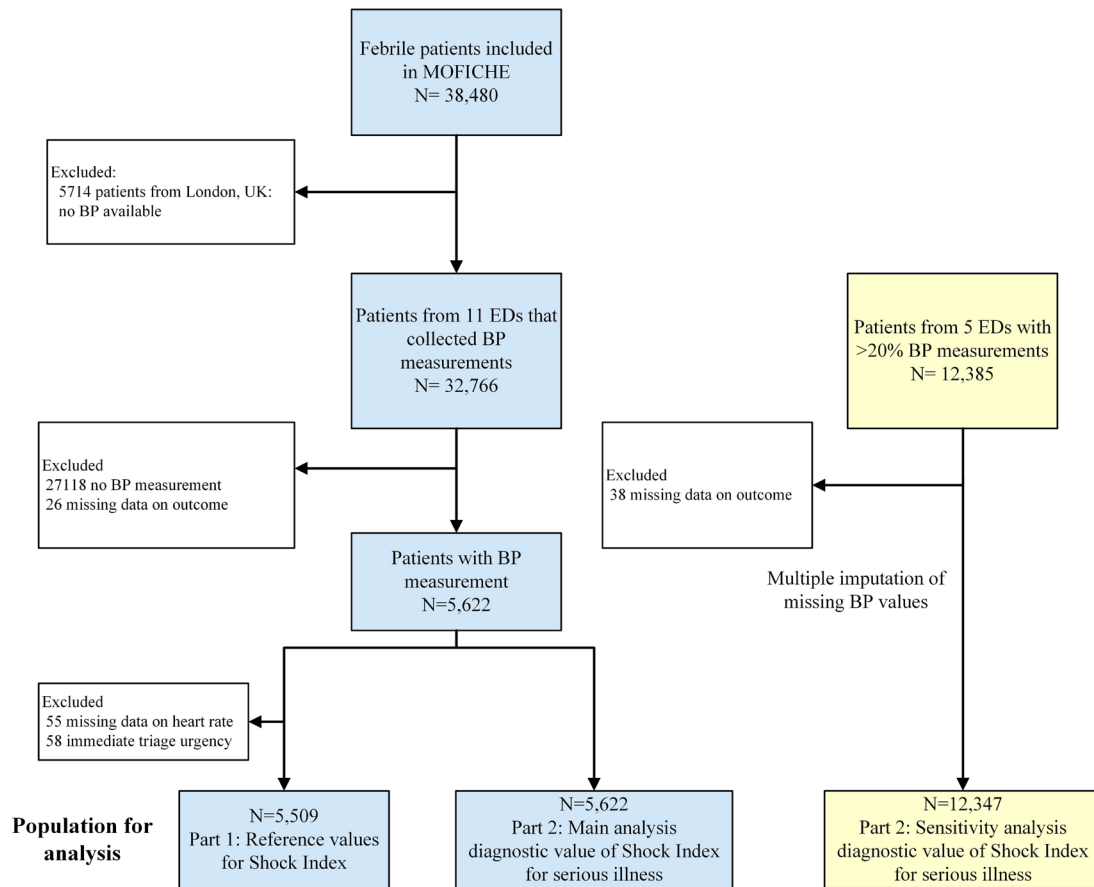 Febrile patients included
in MOFICHE
N= 38,480
Excluded:
5714 patients from London, UK:
no BP available
Patients from 11 EDs that
collected BP
measurements
N= 32,766
Patients from 5 EDs with
>20% BP measurements
N= 12,385
Excluded
27118 no BP measurement
26 missing data on outcome
Excluded
38 missing data on outcome
Patients with BP
measurement
N=5,622
Multiple imputation of
missing BP values
Excluded
55 missing data on heart rate
58 immediate triage urgency
Population for
analysis
N=5,509
Part 1: Reference values
for Shock Index
N=5,622
Part 2: Main analysis
diagnostic value of Shock Index
for serious illness
N=12,347
Part 2: Sensitivity analysis
diagnostic value of Shock Index
for serious illness